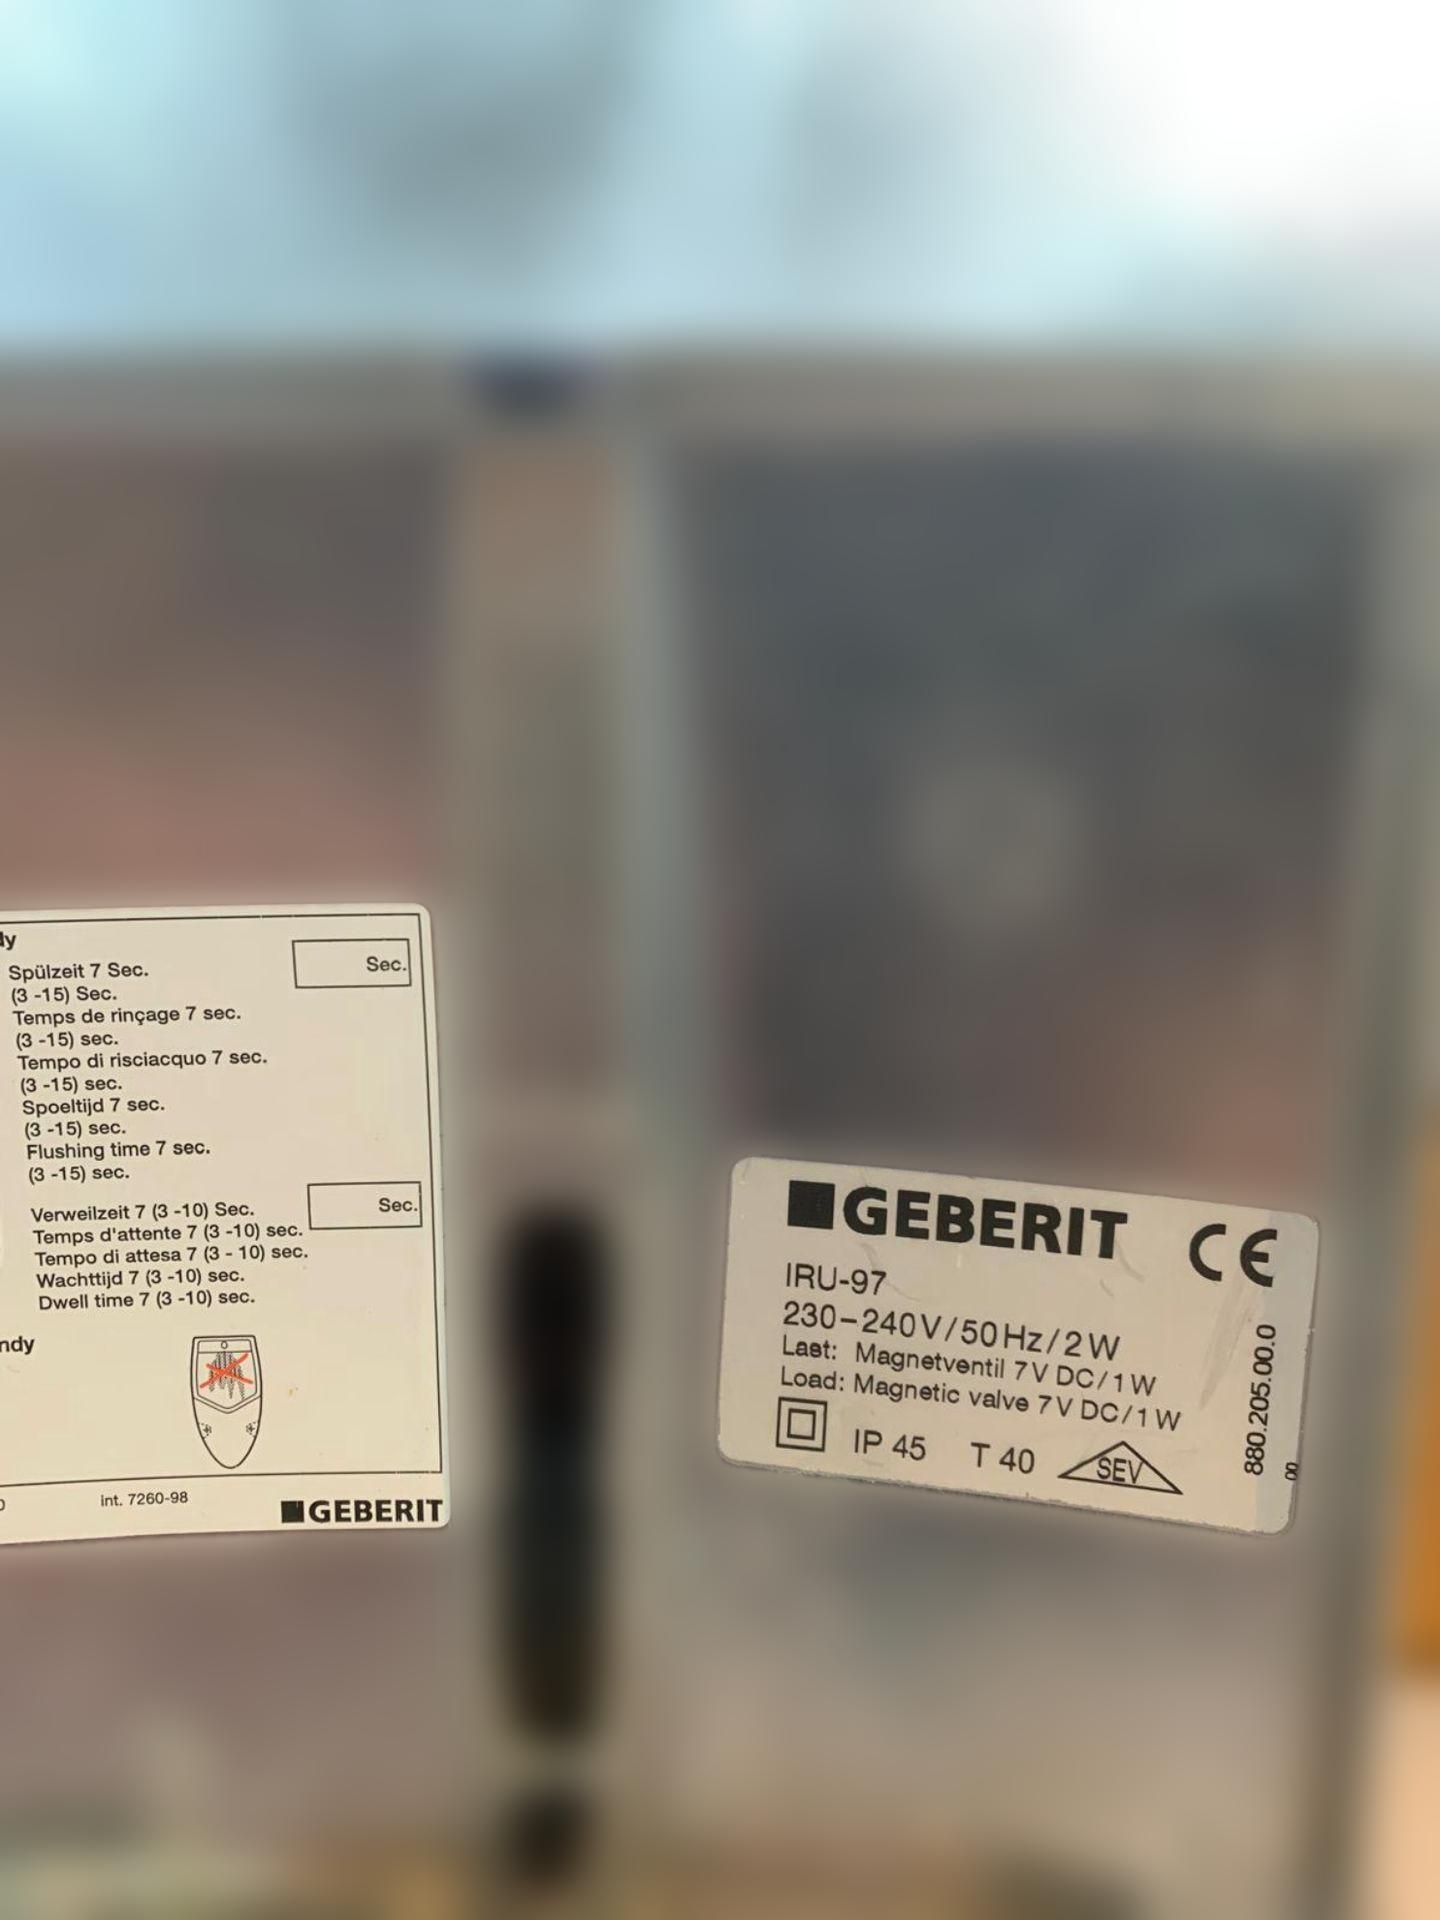 Spülzeit 7 Sec.
Sec.
(3 -15) Sec.
Temps de rinçage 7 sec.
(3 -15) sec.
Tempo di risciacquo 7 sec.
(3 -15) sec.
Spoeltijd 7 sec.
(3 -15) sec.
Flushing time 7 sec.
(3 -15) sec.
Verweilzeit 7 (3 -10) Sec.
Sec.
Temps d'attente 7 (3 -10) sec.
Tempo di attesa 7 (3 - 10) sec.
Wachttijd 7 (3 -10) sec.
Dwell time 7 (3 -10) sec.
int. 7260-98
GEBERIT
GEBERIT CE
IRU-97
230-240V/50Hz/2W
Last: Magnetventil 7V DC/1W
Load: Magnetic valve 7V DC/1W
IP 45 T 40 SEV
880.205.00.0
00